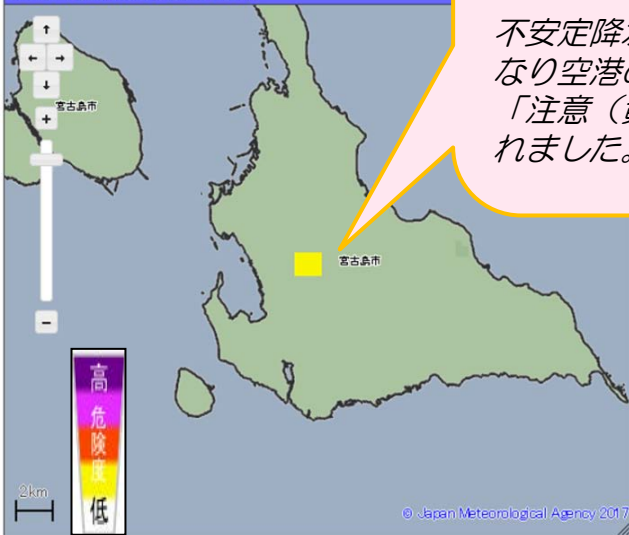 不安定降
なり空港の
「注意（
れました。
↑
← →
↓
+
宮古島市
宮古島市
−
高
危
険
度
低
2km
© Japan Meteorological Agency 2017